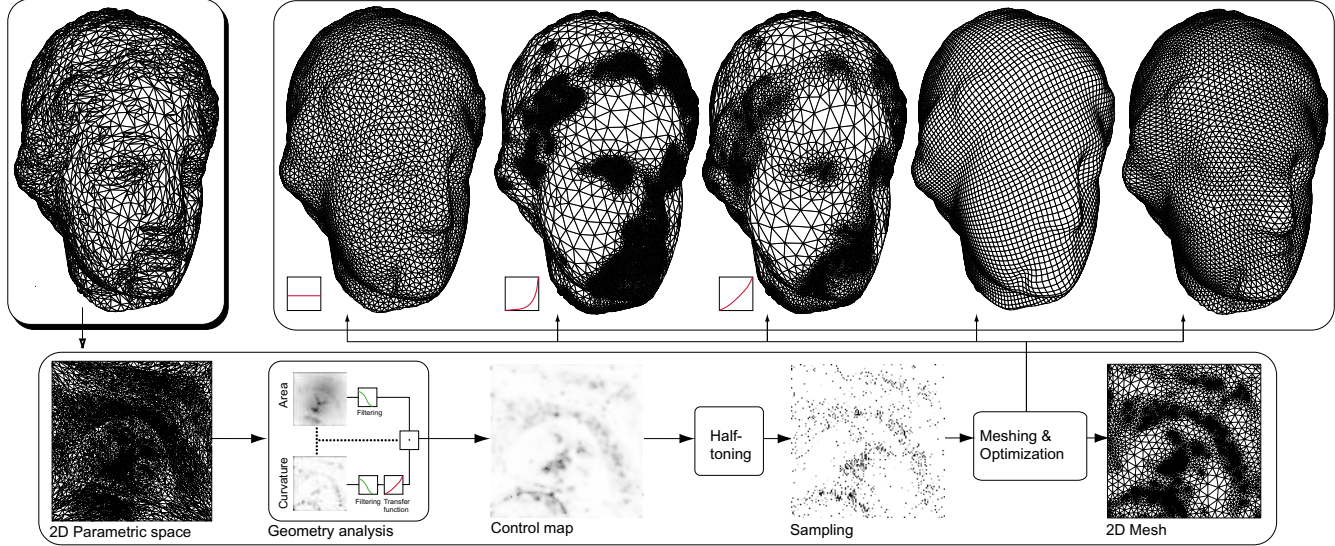 Area
Filtering
Curvature
Filtering
Transfer
function
Half-
toning
Meshing &
Optimization
2D Parametric space
Geometry analysis
Control map
Sampling
2D Mesh